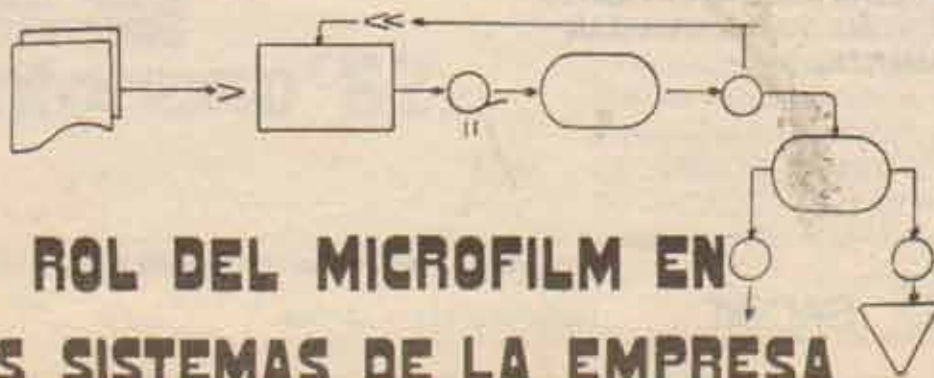 ROL DEL MICROFILM EN
S SISTEMAS DE LA EMPRESA